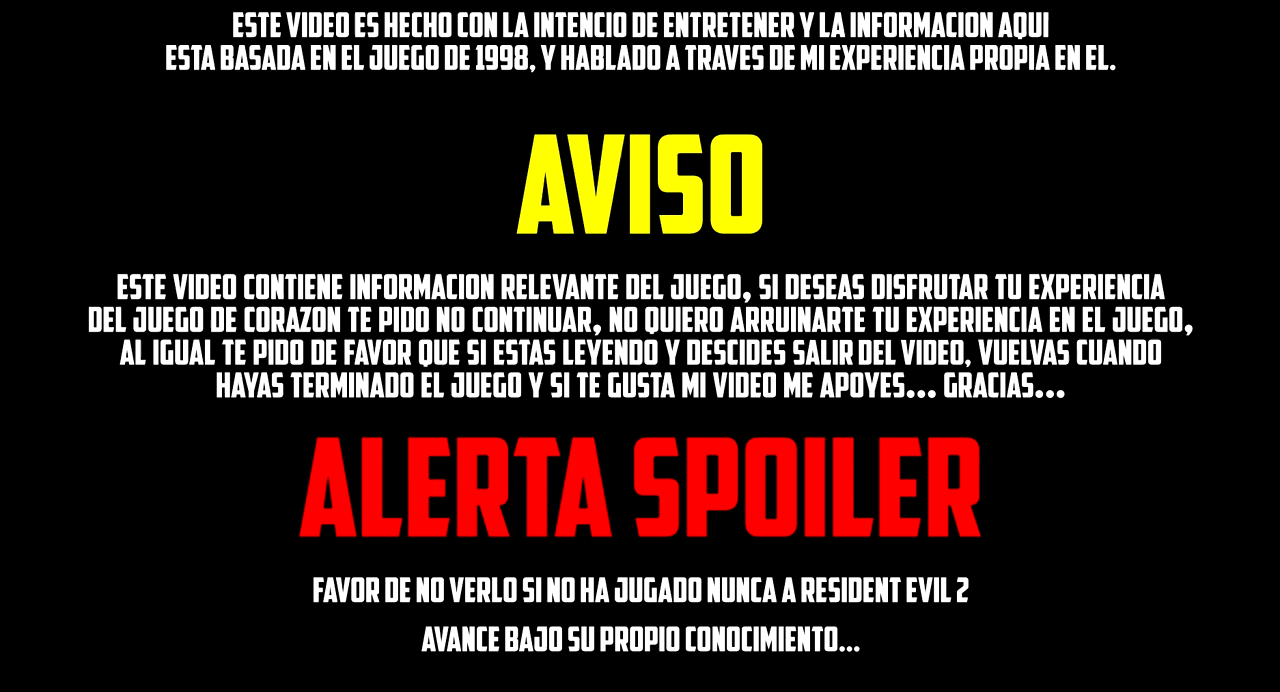 ESTE VIDEO ES HECHO CON LA INTENCIO DE ENTRETENER Y LA INFORMACION AQUI
ESTA BASADA EN EL JUEGO DE 1998, Y HABLADO A TRAVES DE MI EXPERIENCIA PROPIA EN EL.
AVISO
ESTE VIDEO CONTIENE INFORMACION RELEVANTE DEL JUEGO, SI DESEAS DISFRUTAR TU EXPERIENCIA
DEL JUEGO DE CORAZON TE PIDO NO CONTINUAR, NO QUIERO ARRUINARTE TU EXPERIENCIA EN EL JUEGO,
AL IGUAL TE PIDO DE FAVOR QUE SI ESTAS LEYENDO Y DESCIDES SALIR DEL VIDEO, VUELVAS CUANDO
HAYAS TERMINADO EL JUEGO Y SI TE GUSTA MI VIDEO ME APOYES... GRACIAS...
ALERTA SPOILER
FAVOR DE NO VERLO SI NO HA JUGADO NUNCA A RESIDENT EVIL 2
AVANCE BAJO SU PROPIO CONOCIMIENTO...